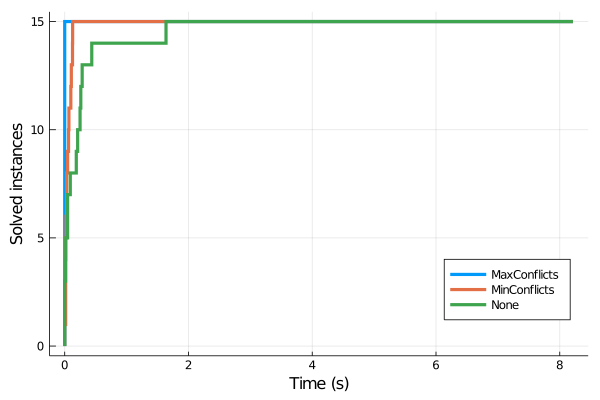 15
10
5
0
Solved instances
MaxConflicts
MinConflicts
None
0 2 4 6 8
Time (s)